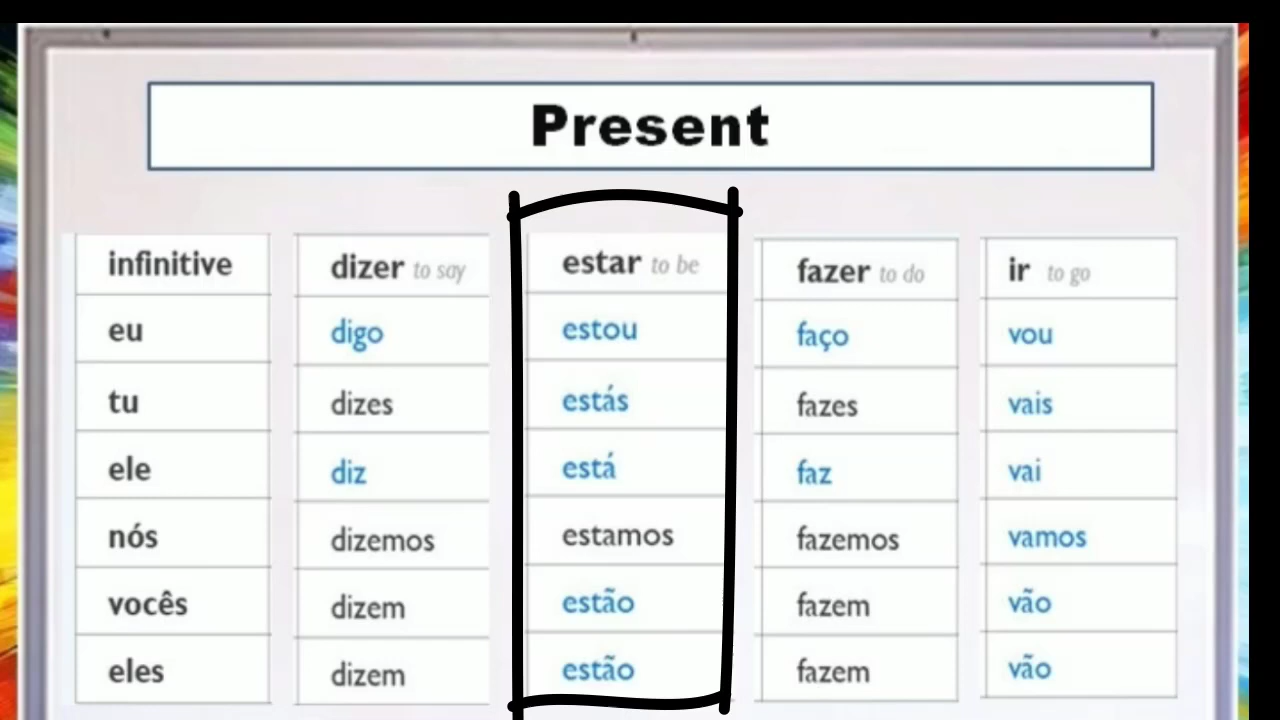 Present
infinitive dizer to say estar to be fazer to do ir to go
eu digo estou faço vou
tu dizes estás fazes vais
ele diz está faz vai
nós dizemos estamos fazemos vamos
vocês dizem estão fazem vão
eles dizem estão fazem vão